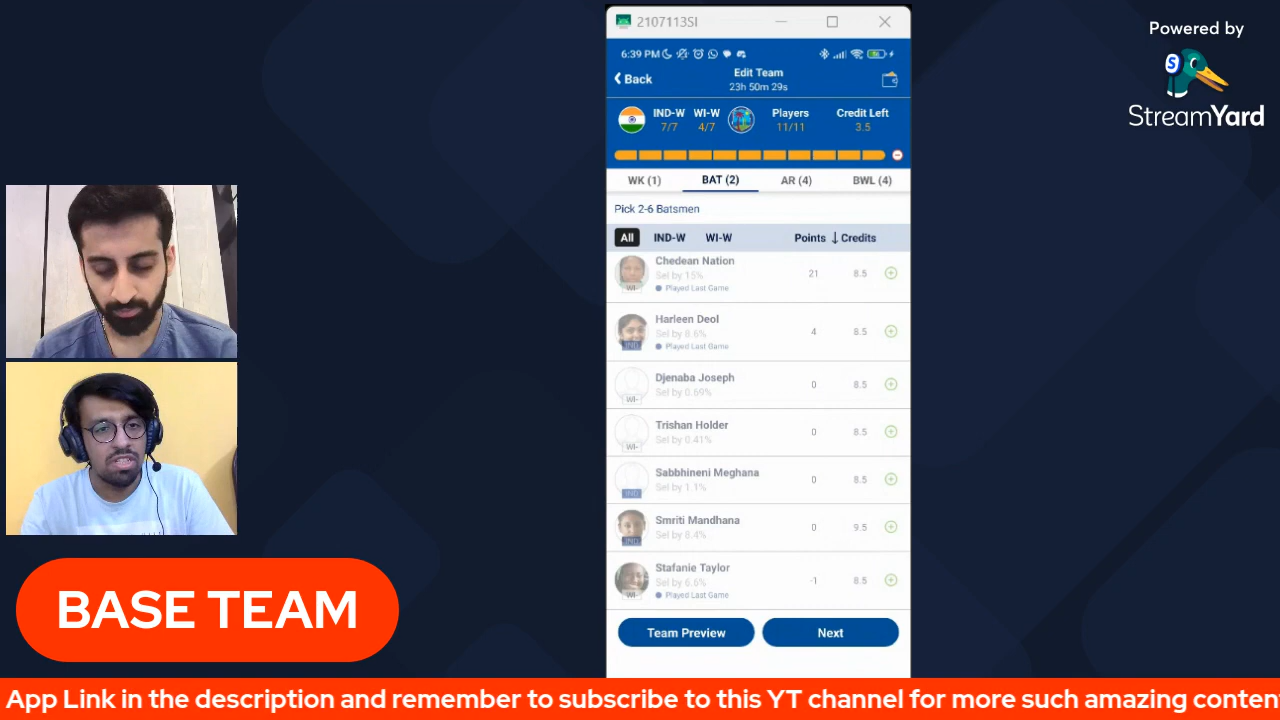 2107113SI
Powered by
StreamYard
6:39 PM
Back
Edit Team
23h 50m 29s
IND-W
7/7
WI-W
4/7
Players
11/11
Credit Left
3.5
WK (1)
BAT (2)
AR (4)
BWL (4)
Pick 2-6 Batsmen
All
IND-W
WI-W
Points
↓ Credits
Chedean Nation
Sel by 15%
Played Last Game
21
8.5
WI-
Harleen Deol
Sel by 8.6%
Played Last Game
4
8.5
IND
Djenaba Joseph
Sel by 0.69%
0
8.5
WI-
Trishan Holder
Sel by 0.41%
0
8.5
WI-
Sabbhineni Meghana
Sel by 1.1%
0
8.5
IND
Smriti Mandhana
Sel by 8.4%
0
9.5
IND
Stafanie Taylor
Sel by 6.6%
Played Last Game
-1
8.5
WI-
Team Preview
Next
BASE TEAM
App Link in the description and remember to subscribe to this YT channel for more such amazing conten